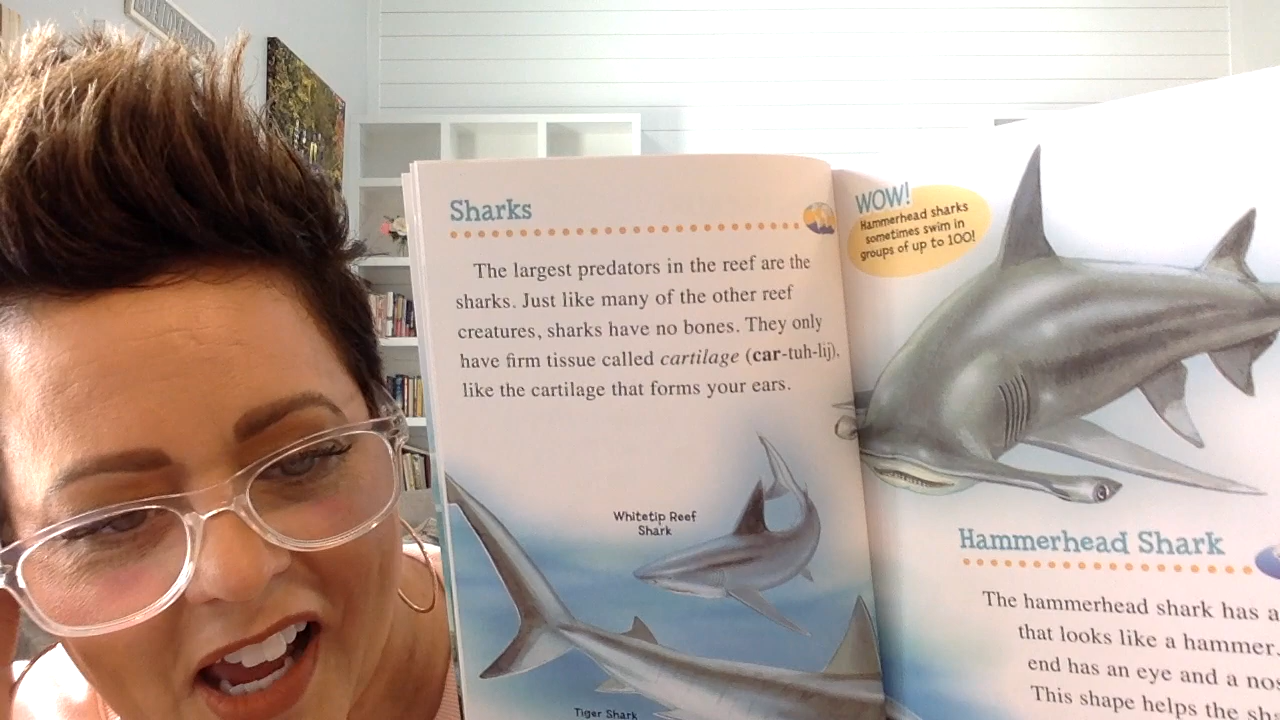 Sharks
The largest predators in the reef are the
sharks. Just like many of the other reef
creatures, sharks have no bones. They only
have firm tissue called cartilage (car-tuh-lij),
like the cartilage that forms your ears.
Whitetip Reef
Shark
Tiger Shark
WOW!
Hammerhead sharks
sometimes swim in
groups of up to 100!
Hammerhead Shark
The hammerhead shark has a
that looks like a hammer.
end has an eye and a
This shape helps the